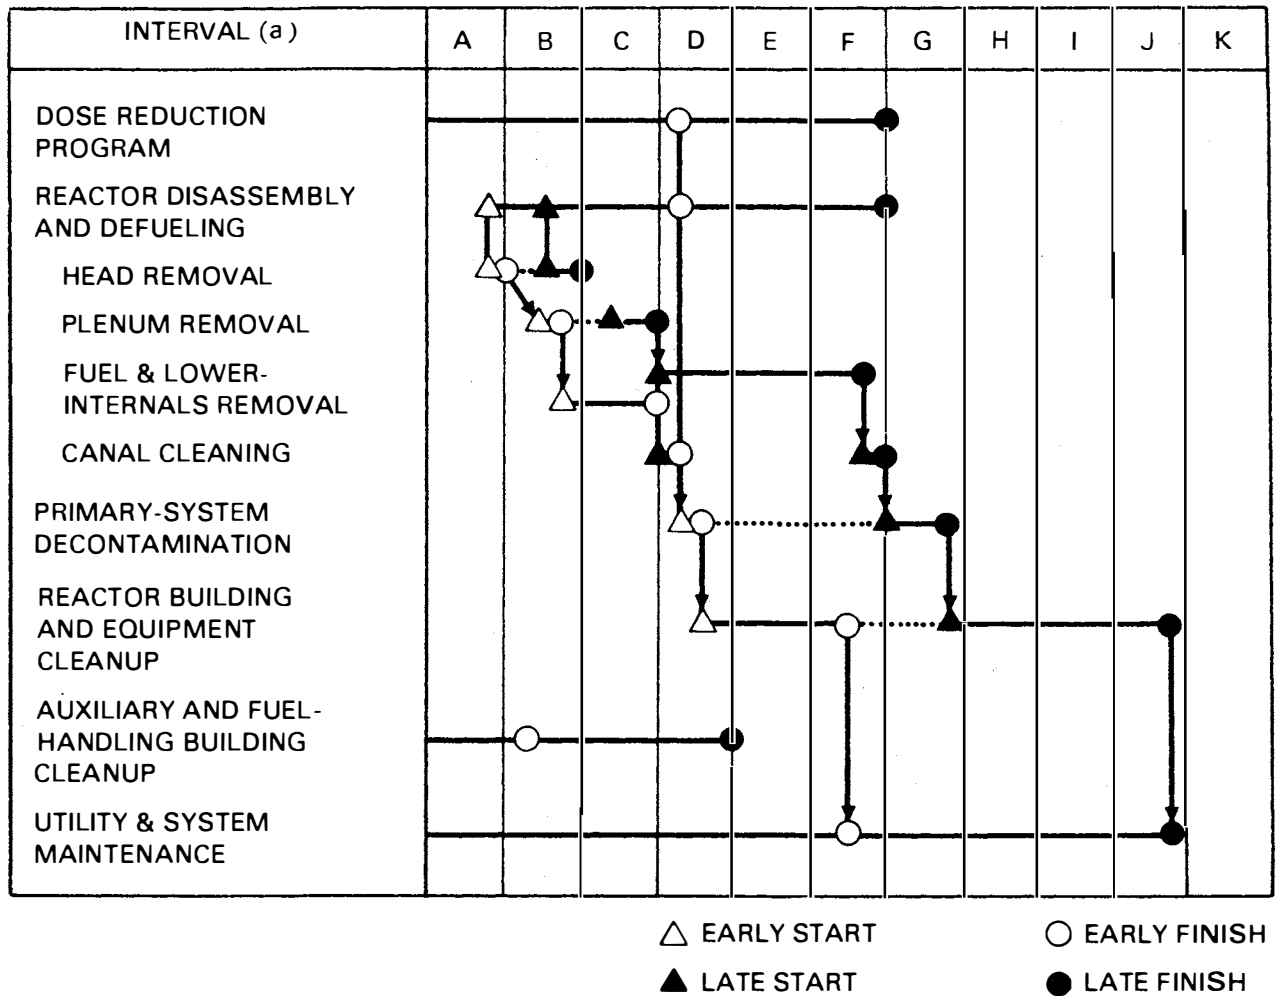 INTERVAL (a)
A B C D E F G H I J K
DOSE REDUCTION
PROGRAM
REACTOR DISASSEMBLY
AND DEFUELING
HEAD REMOVAL
PLENUM REMOVAL
FUEL & LOWER-
INTERNALS REMOVAL
CANAL CLEANING
PRIMARY-SYSTEM
DECONTAMINATION
REACTOR BUILDING
AND EQUIPMENT
CLEANUP
AUXILIARY AND FUEL-
HANDLING BUILDING
CLEANUP
UTILITY & SYSTEM
MAINTENANCE
EARLY START
EARLY FINISH
LATE START
LATE FINISH